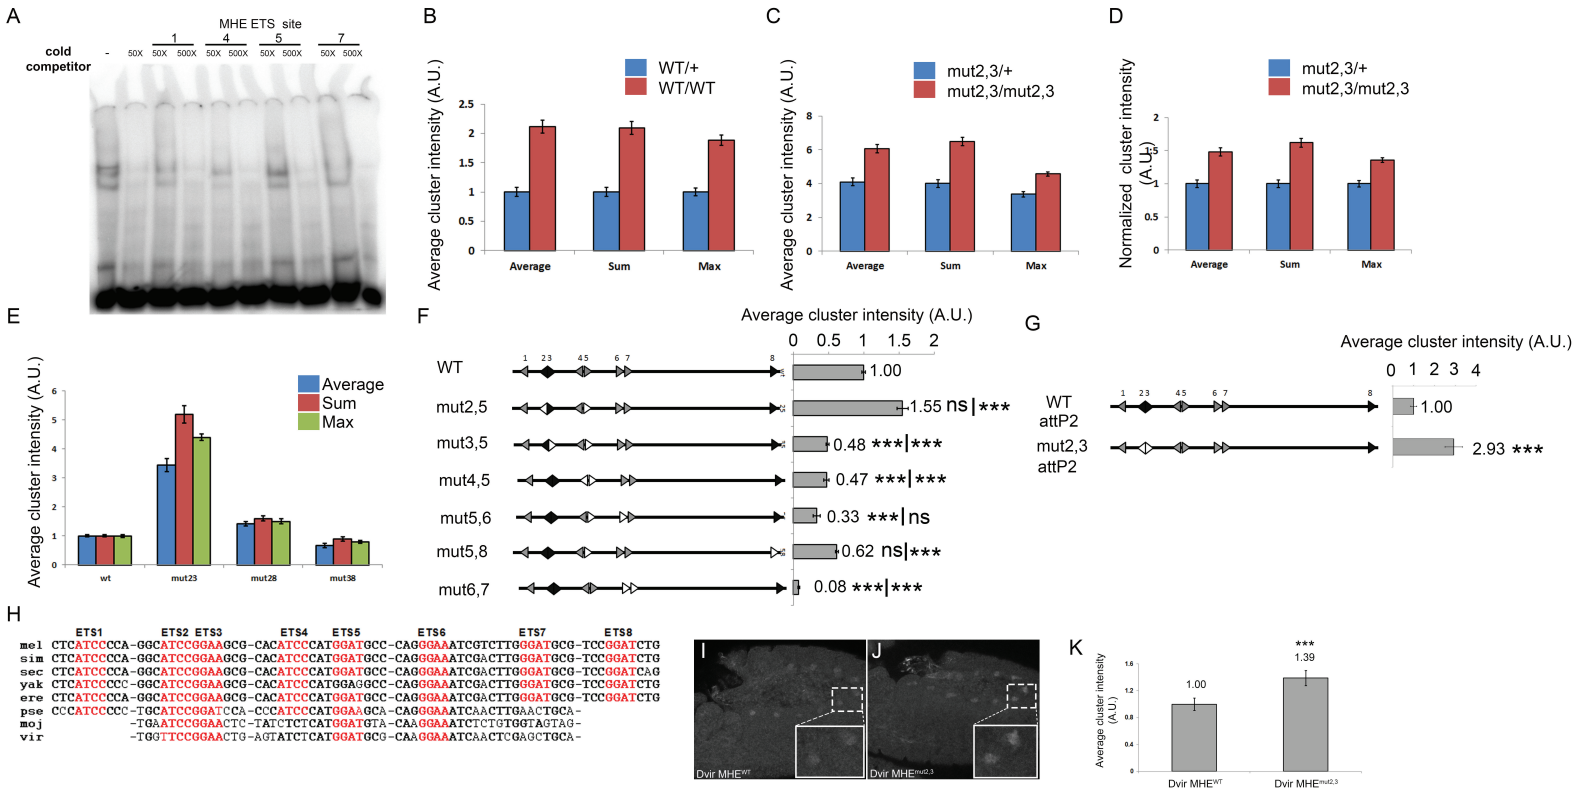 A
MHE ETS site
1 4 5 7
cold competitor
- 50X 50X 500X 50X 500X 50X 500X 50X 500X
B
WT/+
WT/WT
Average cluster intensity (A.U.)
2.5
2
1.5
1
0.5
0
Average Sum Max
C
mut2,3/+
mut2,3/mut2,3
Average cluster intensity (A.U.)
8
6
4
2
0
Average Sum Max
D
mut2,3/+
mut2,3/mut2,3
Normalized cluster intensity (A.U.)
2
1.5
1
0.5
0
Average Sum Max
E
Average
Sum
Max
Average cluster intensity (A.U.)
6
5
4
3
2
1
0
wt mut23 mut28 mut38
F
Average cluster intensity (A.U.)
0 0.5 1 1.5 2
1 2 3 4 5 6 7 8
WT 1.00
mut2,5 1.55 ns|***
mut3,5 0.48 ***|***
mut4,5 0.47 ***|***
mut5,6 0.33 ***|ns
mut5,8 0.62 ns|***
mut6,7 0.08 ***|***
G
Average cluster intensity (A.U.)
0 1 2 3 4
1 2 3 4 5 6 7 8
WT attP2 1.00
mut2,3 attP2 2.93 ***
H
ETS1 ETS2 ETS3 ETS4 ETS5 ETS6 ETS7 ETS8
mel CTCATCCCCA-GGCATCCGGAAGCG-CACATCCCATGGATGCC-CAGGGAAATCGTCTTGGGATGCG-TCCGGATCTG
sim CTCATCCCCA-GGCATCCGGAAGCG-CACATCCCATGGATGCC-CAGGGAAATCGACTTGGGATGCG-TCCGGATCTG
sec CTCATCCCCA-GGCATCCGGAAGCG-CACATCCCATGGATGCC-CAGGGAAATCGACTTGGGATGCG-TCCGGATCAG
yak CTCATCCCCC-GGCATCCGGAAGCG-CACATCCCATGGAGGCC-CAGGGAAATCGACTTGGGATGCG-TCCGGATCTG
ere CTCATCCCCC-GGCATCCGGAAGCG-CACATCCCATGGATGCC-CAGGGAAATCGACTTGGGATGCG-TCCGGATCTG
pse CCCATCCCCC-TGCATCCGGATCCA-CCCATCCCATGGAAGCA-CAGGGAAATCAACTTGAACTGCA-
moj -TGAATCCGGAACTC-TATCTCTCATGGATGTA-CAAGGAAATCTCTGTGGTAGTAG-
vir -TGGTTCCGGAACTG-AGTATCTCATGGATGCG-CAAGGAAATCAACTCGAGCTGCA-
I
Dvir MHEWT
J
Dvir MHEmut2,3
K
Average cluster intensity (A.U.)
1.6
1.2
0.8
0.4
0
1.00
***
1.39
Dvir MHEWT Dvir MHEmut2,3